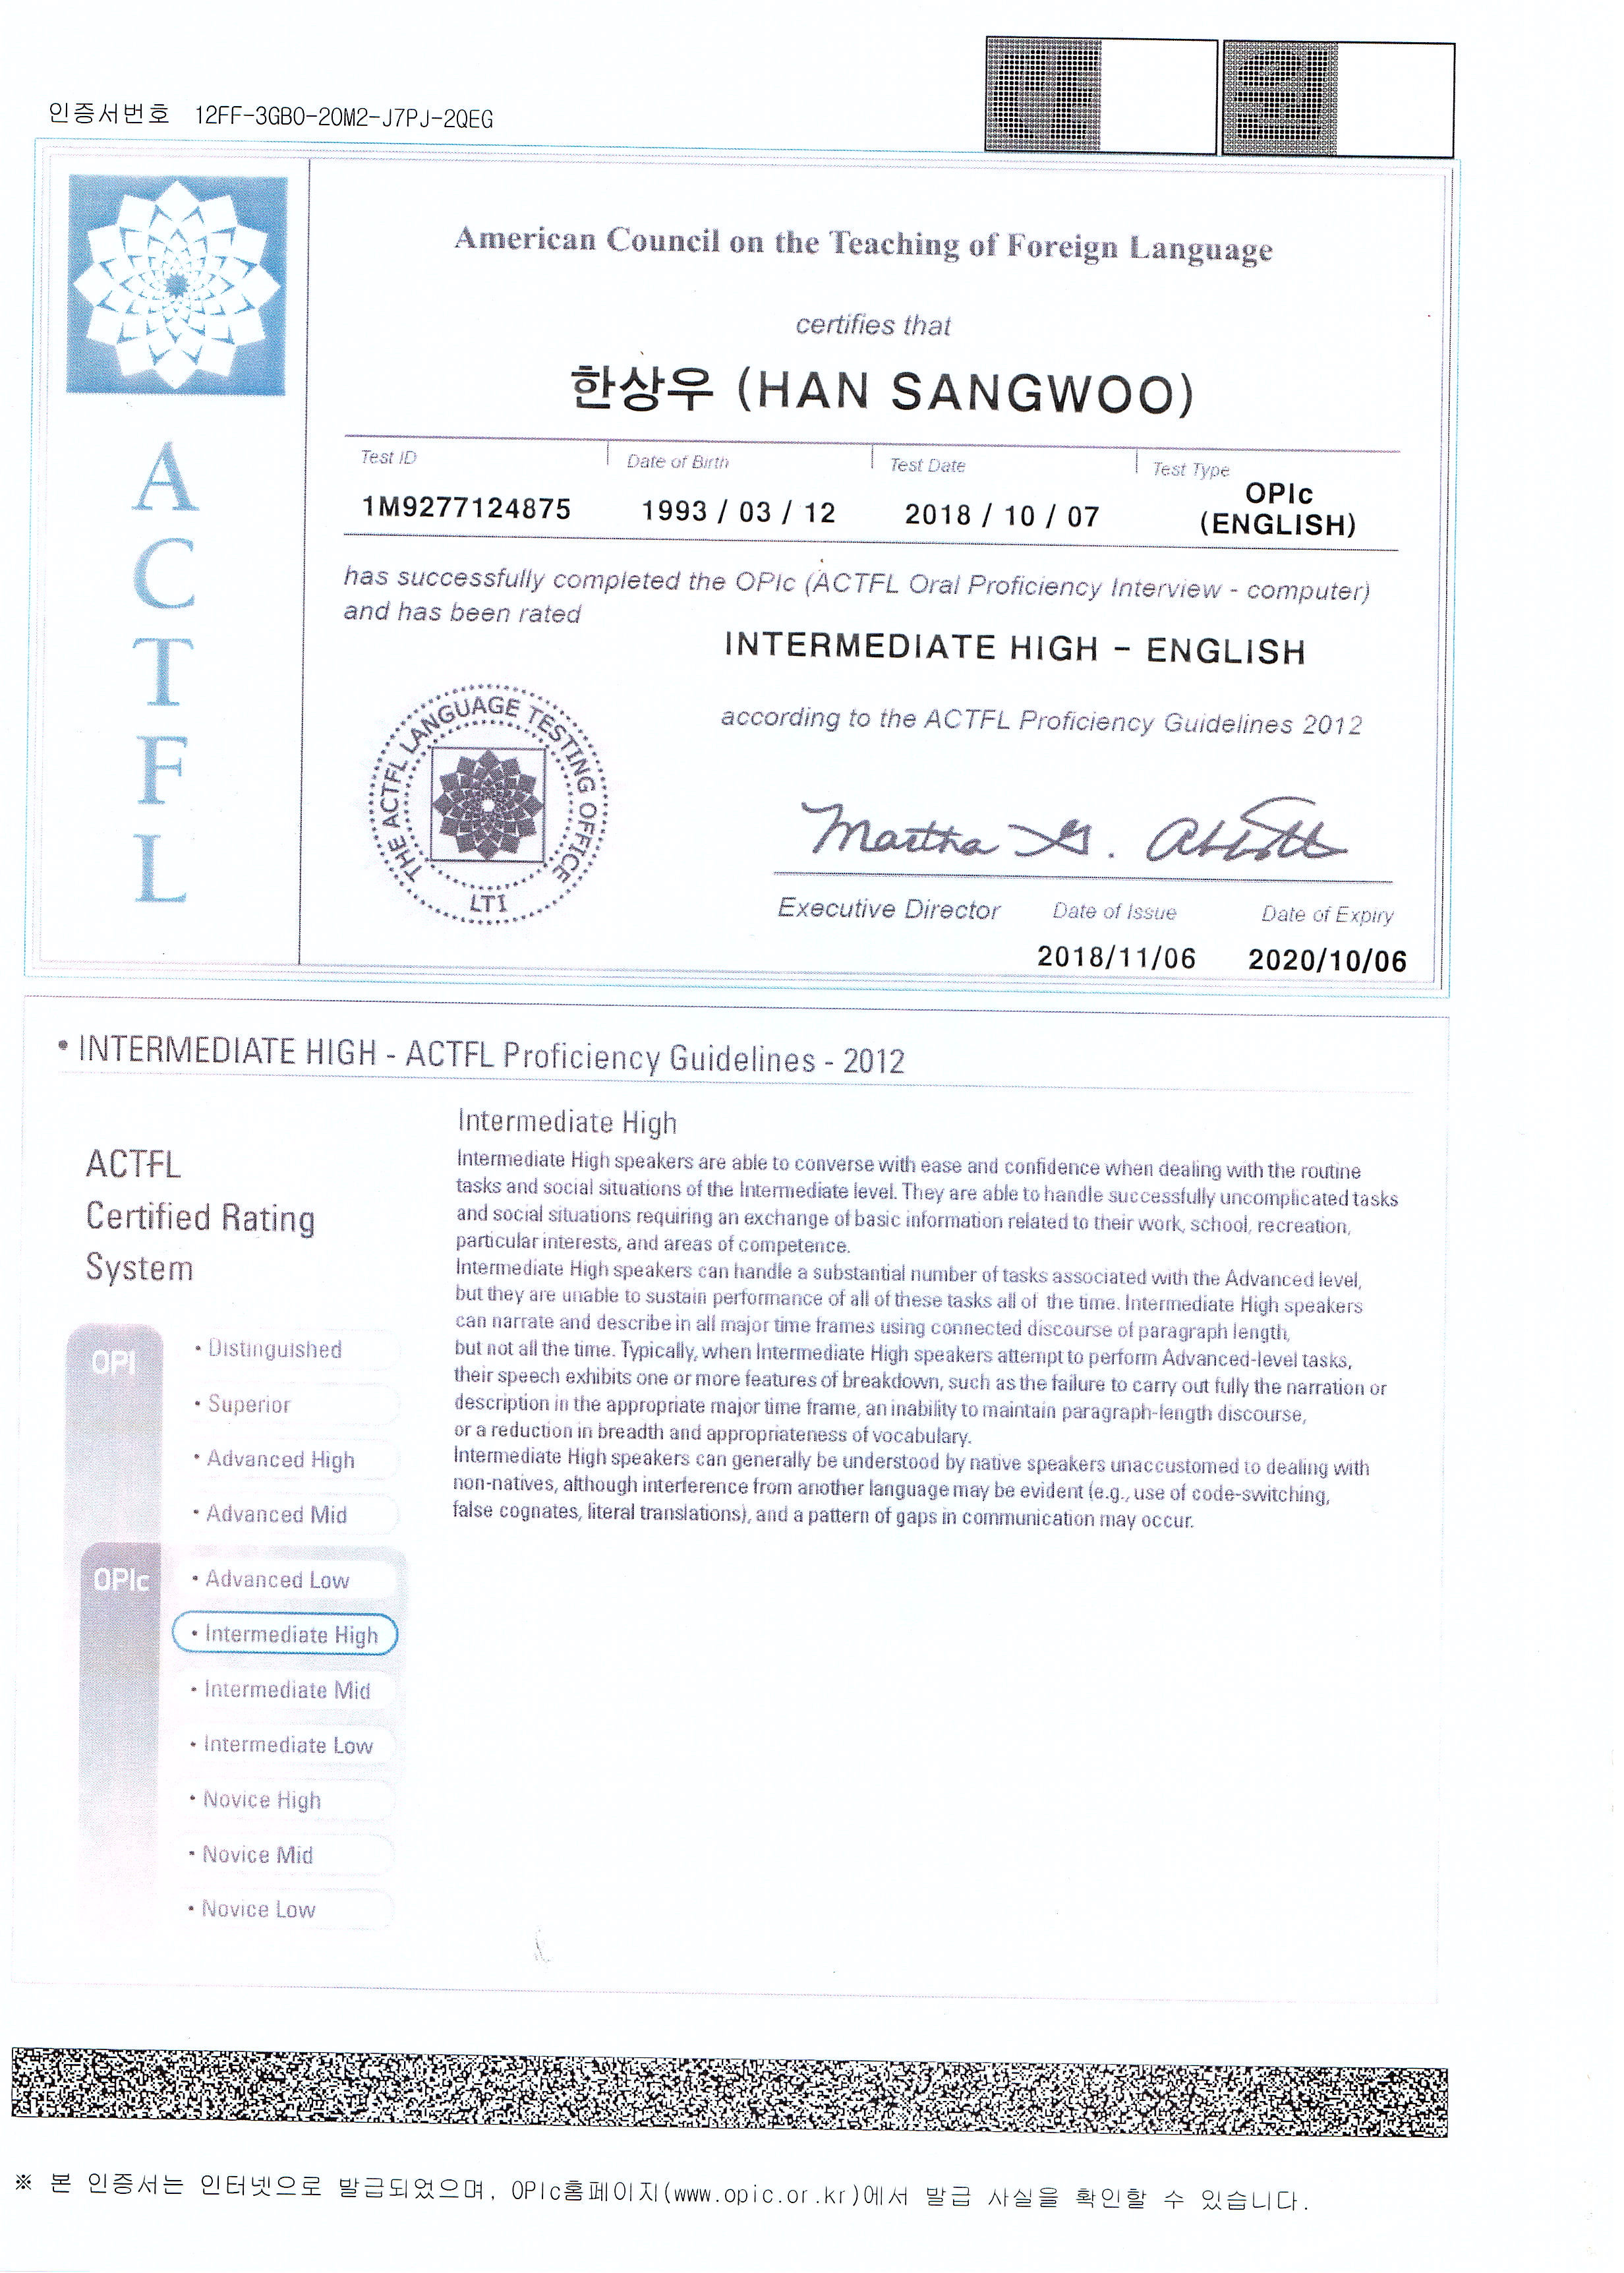 인증서번호 12FF-3GB0-20M2-J7PJ-2QEG
American Council on the Teaching of Foreign Language
certifies that
한상우 (HAN SANGWOO)
Test ID Date of Birth Test Date Test Type
1M9277124875 1993 / 03 / 12 2018 / 10 / 07 OPIc
(ENGLISH)
has successfully completed the OPIc (ACTFL Oral Proficiency Interview - computer)
and has been rated
INTERMEDIATE HIGH - ENGLISH
according to the ACTFL Proficiency Guidelines 2012
ACTFL
THE ACTFL LANGUAGE TESTING OFFICE
LTI
Martha G. Abbott
Executive Director Date of Issue Date of Expiry
2018/11/06 2020/10/06
• INTERMEDIATE HIGH - ACTFL Proficiency Guidelines - 2012
ACTFL
Certified Rating
System
OPI
• Distinguished
• Superior
• Advanced High
• Advanced Mid
OPIc
• Advanced Low
• Intermediate High
• Intermediate Mid
• Intermediate Low
• Novice High
• Novice Mid
• Novice Low
Intermediate High
Intermediate High speakers are able to converse with ease and confidence when dealing with the routine
tasks and social situations of the Intermediate level. They are able to handle successfully uncomplicated tasks
and social situations requiring an exchange of basic information related to their work, school, recreation,
particular interests, and areas of competence.
Intermediate High speakers can handle a substantial number of tasks associated with the Advanced level,
but they are unable to sustain performance of all of these tasks all of the time. Intermediate High speakers
can narrate and describe in all major time frames using connected discourse of paragraph length,
but not all the time. Typically, when Intermediate High speakers attempt to perform Advanced-level tasks,
their speech exhibits one or more features of breakdown, such as the failure to carry out fully the narration or
description in the appropriate major time frame, an inability to maintain paragraph-length discourse,
or a reduction in breadth and appropriateness of vocabulary.
Intermediate High speakers can generally be understood by native speakers unaccustomed to dealing with
non-natives, although interference from another language may be evident (e.g., use of code-switching,
false cognates, literal translations), and a pattern of gaps in communication may occur.
※ 본 인증서는 인터넷으로 발급되었으며, OPIc홈페이지(www.opic.or.kr)에서 발급 사실을 확인할 수 있습니다.